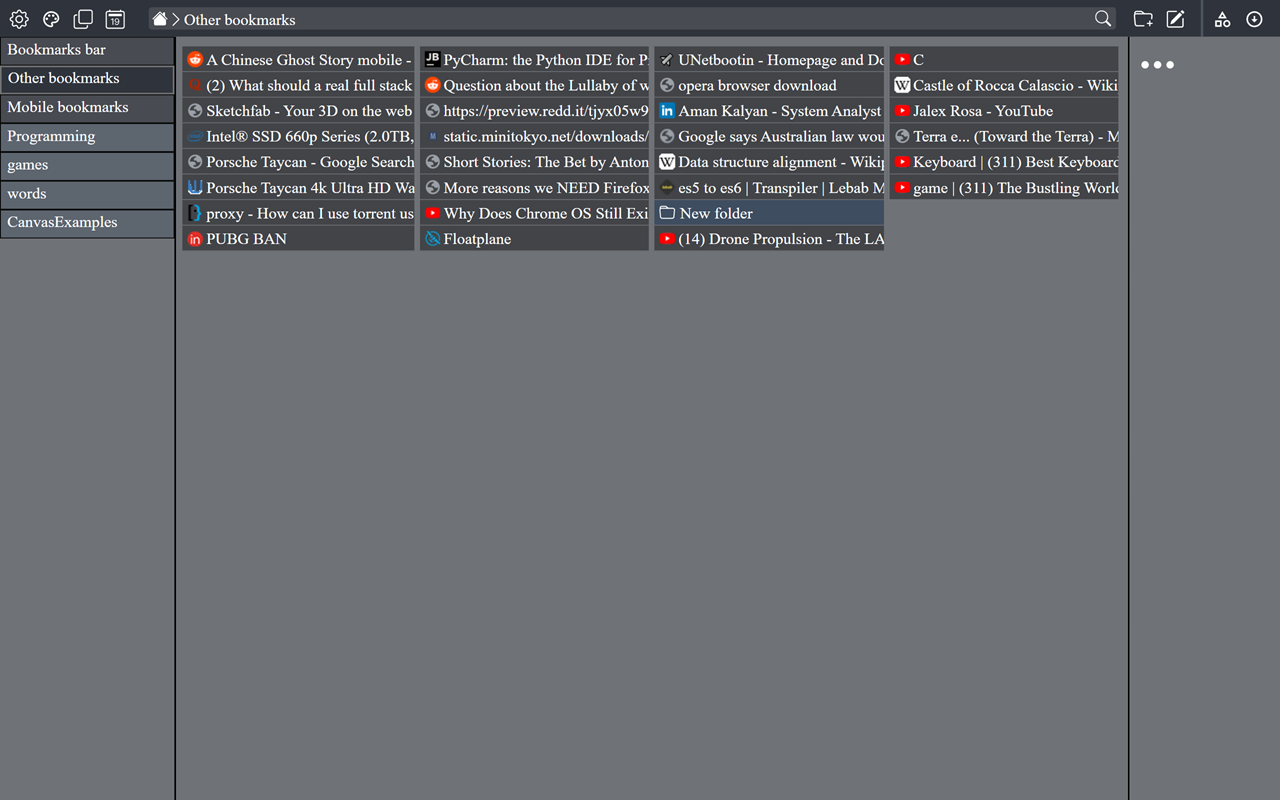 19
Other bookmarks
Bookmarks bar
Other bookmarks
Mobile bookmarks
Programming
games
words
CanvasExamples
A Chinese Ghost Story mobile -
(2) What should a real full stack
Sketchfab - Your 3D on the web
Intel® SSD 660p Series (2.0TB,
Porsche Taycan - Google Search
Porsche Taycan 4k Ultra HD Wa
proxy - How can I use torrent us
PUBG BAN
PyCharm: the Python IDE for P
Question about the Lullaby of w
https://preview.redd.it/tjyx05w9
static.minitokyo.net/downloads/
Short Stories: The Bet by Anton
More reasons we NEED Firefox
Why Does Chrome OS Still Exi
Floatplane
UNetbootin - Homepage and Do
opera browser download
Aman Kalyan - System Analyst
Google says Australian law wou
Data structure alignment - Wikip
es5 to es6 | Transpiler | Lebab M
New folder
(14) Drone Propulsion - The LA
C
Castle of Rocca Calascio - Wiki
Jalex Rosa - YouTube
Terra e... (Toward the Terra) - M
Keyboard | (311) Best Keyboard
game | (311) The Bustling World